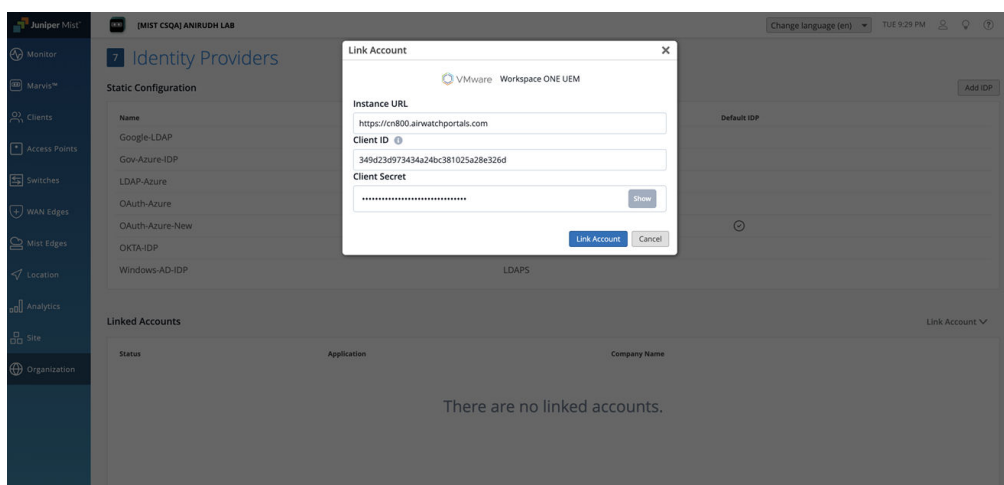 Juniper Mist™
[MIST CSQA] ANIRUDH LAB
Change language (en)
TUE 9:29 PM
Monitor
Marvis™
Clients
Access Points
Switches
WAN Edges
Mist Edges
Location
Analytics
Site
Organization
7 Identity Providers
Static Configuration
Add IDP
Name
Default IDP
Google-LDAP
Gov-Azure-IDP
LDAP-Azure
OAuth-Azure
OAuth-Azure-New
OKTA-IDP
Windows-AD-IDP
LDAPS
Link Account
VMware Workspace ONE UEM
Instance URL
https://cn800.airwatchportals.com
Client ID
349d23d973434a24bc381025a28e326d
Client Secret
••••••••••••••••••••••••••••••••
Show
Link Account
Cancel
Linked Accounts
Link Account
Status
Application
Company Name
There are no linked accounts.